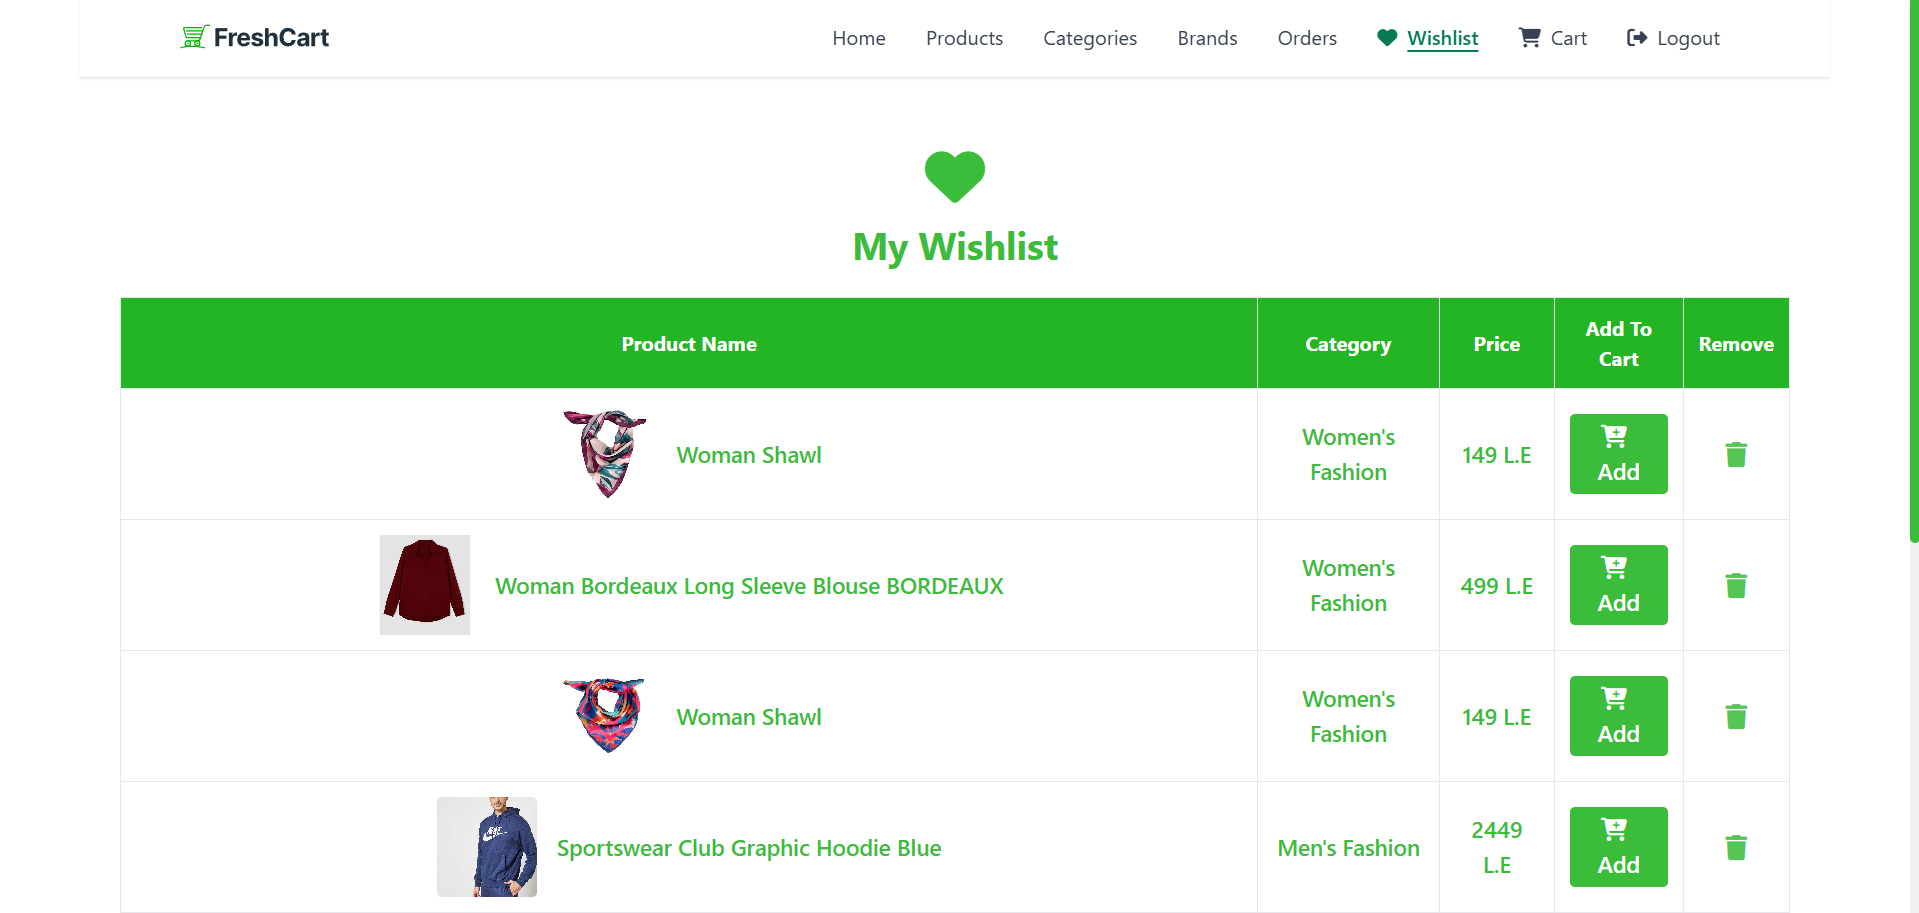 FreshCart
Home Products Categories Brands Orders Wishlist Cart Logout
My Wishlist
Product Name Category Price Add To Cart Remove
Woman Shawl Women's Fashion 149 L.E Add
Woman Bordeaux Long Sleeve Blouse BORDEAUX Women's Fashion 499 L.E Add
Woman Shawl Women's Fashion 149 L.E Add
Sportswear Club Graphic Hoodie Blue Men's Fashion 2449 L.E Add